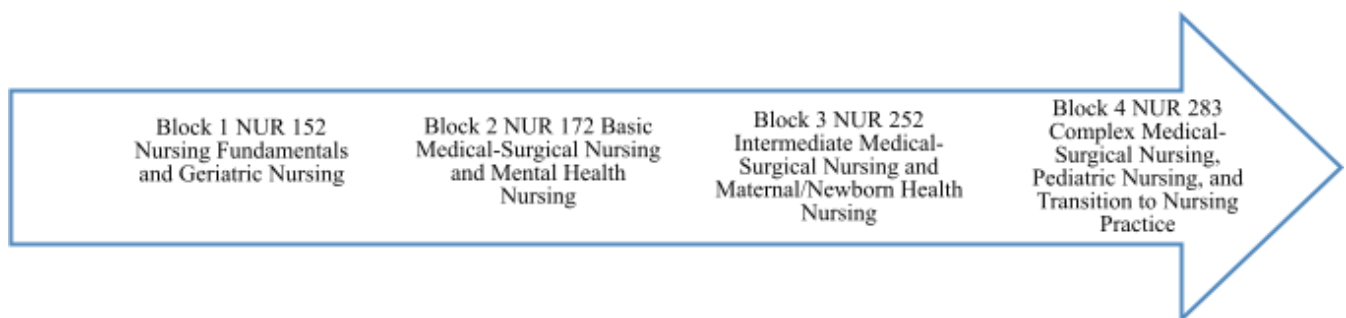 Block 1 NUR 152
Nursing Fundamentals
and Geriatric Nursing
Block 2 NUR 172 Basic
Medical-Surgical Nursing
and Mental Health
Nursing
Block 3 NUR 252
Intermediate Medical-
Surgical Nursing and
Maternal/Newborn Health
Nursing
Block 4 NUR 283
Complex Medical-
Surgical Nursing,
Pediatric Nursing, and
Transition to Nursing
Practice